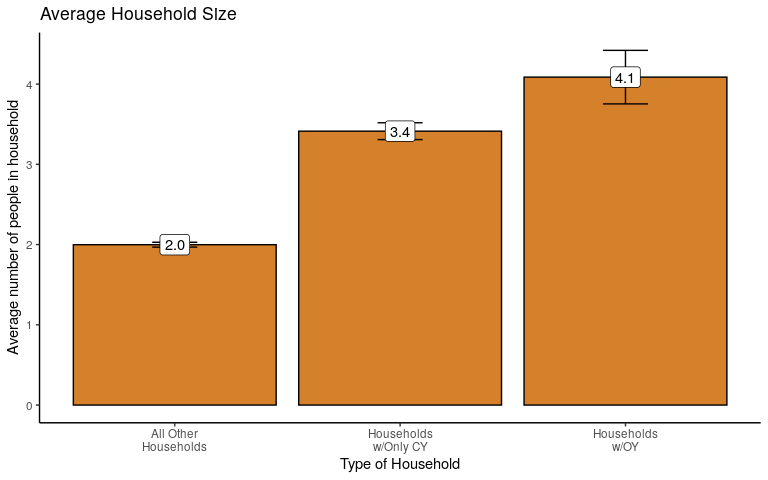 Average Household Size
Average number of people in household
4
3
2
1
0
2.0
3.4
4.1
All Other
Households
Households
w/Only CY
Households
w/OY
Type of Household